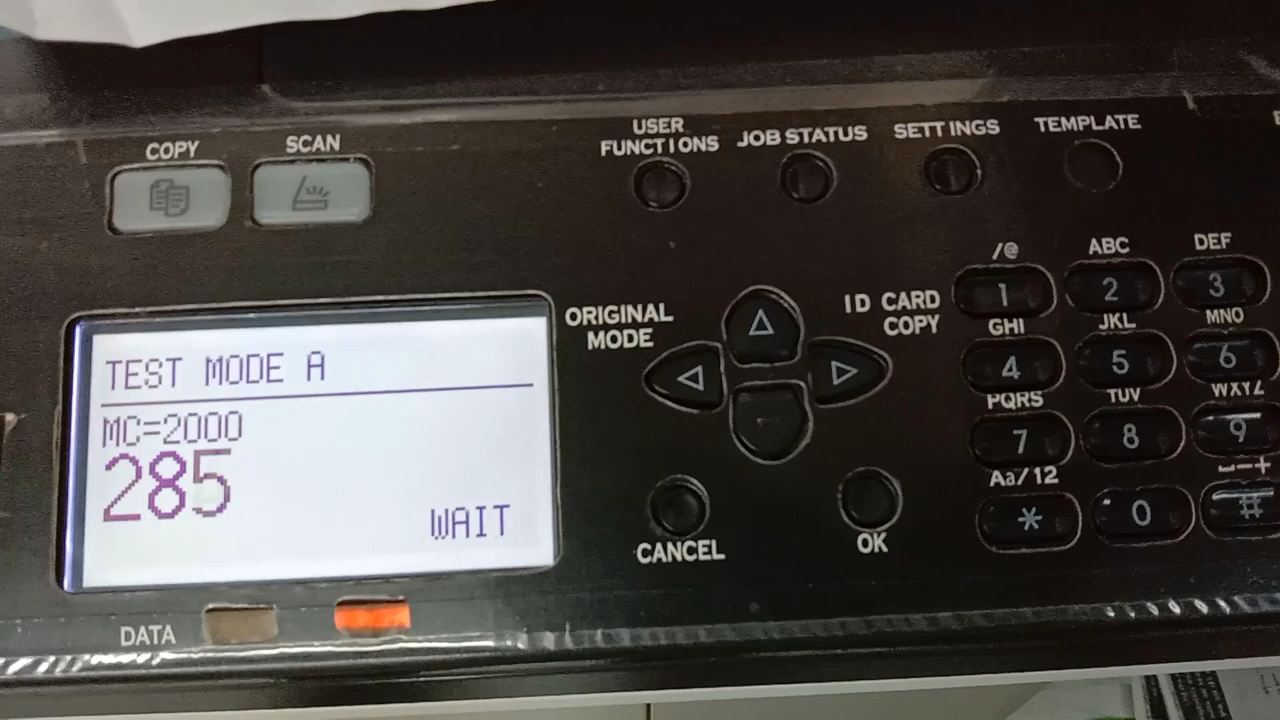 COPY
SCAN
USER
FUNCTIONS
JOB STATUS
SETTINGS
TEMPLATE
TEST MODE A
MC=2000
285
WAIT
DATA
ORIGINAL
MODE
ID CARD
COPY
CANCEL
OK
/@
ABC
DEF
1
2
3
GHI
JKL
MNO
4
5
6
PQRS
TUV
WXYZ
7
8
9
Aa/12
*
0
#